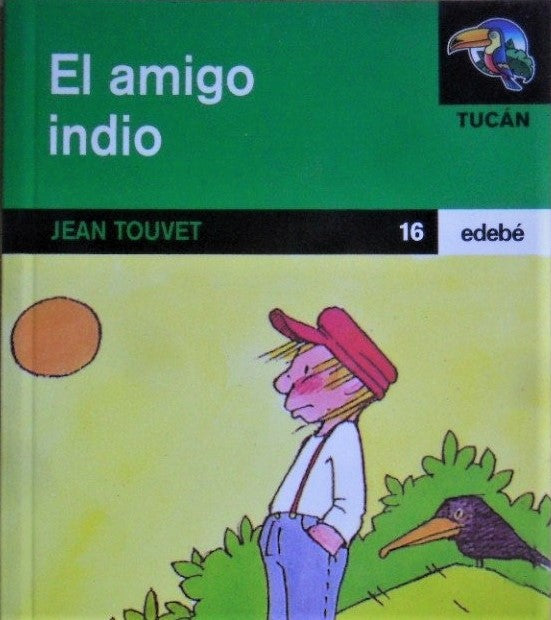 El amigo
indio
TUCÁN
JEAN TOUVET
16
edebé